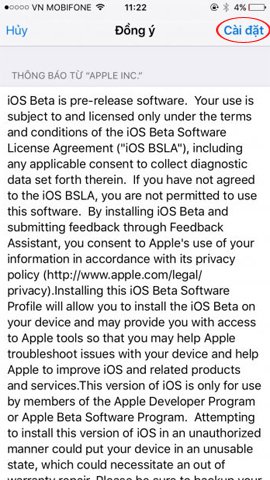 VN MOBIFONE 11:22 4%
Hủy Đồng ý Cài đặt
THÔNG BÁO TỪ “APPLE INC.”
iOS Beta is pre-release software.  Your use is
subject to and licensed only under the terms
and conditions of the iOS Beta Software
License Agreement ("iOS BSLA"), including
any applicable consent to collect diagnostic
data set forth therein.  If you have not agreed
to the iOS BSLA, you are not permitted to use
this software.  By installing iOS Beta and
submitting feedback through Feedback
Assistant, you consent to Apple's use of your
information in accordance with its privacy
policy (http://www.apple.com/legal/
privacy).Installing this iOS Beta Software
Profile will allow you to install the iOS Beta on
your device and may provide you with access
to Apple tools so that you may help Apple
troubleshoot issues with your device and help
Apple to improve iOS and related products
and services.This version of iOS is only for use
by members of the Apple Developer Program
or Apple Beta Software Program.  Attempting
to install this version of iOS in an unauthorized
manner could put your device in an unusable
state, which could necessitate an out of
warranty repair. Please be sure to backup your